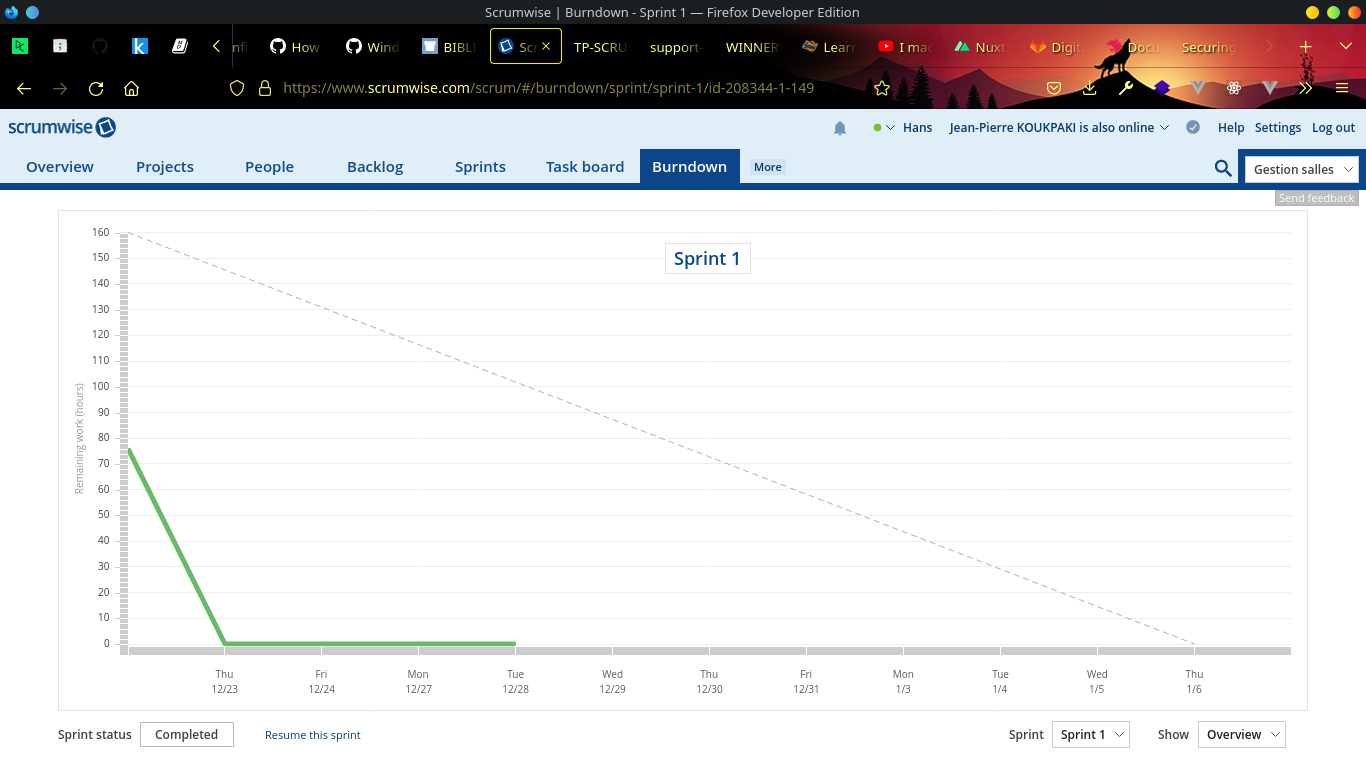 Scrumwise | Burndown - Sprint 1 — Firefox Developer Edition
How Wind BIBLI Scr TP-SCRU support- WINNER Learn I mad Nuxt Digit Docu Securing
https://www.scrumwise.com/scrum/#/burndown/sprint/sprint-1/id-208344-1-149
scrumwise Hans Jean-Pierre KOUKPAKI is also online Help Settings Log out
Overview Projects People Backlog Sprints Task board Burndown More Gestion salles
Send feedback
Sprint 1
Remaining work (hours)
160
150
140
130
120
110
100
90
80
70
60
50
40
30
20
10
0
Thu Fri Mon Tue Wed Thu Fri Mon Tue Wed Thu
12/23 12/24 12/27 12/28 12/29 12/30 12/31 1/3 1/4 1/5 1/6
Sprint status Completed Resume this sprint Sprint Sprint 1 Show Overview